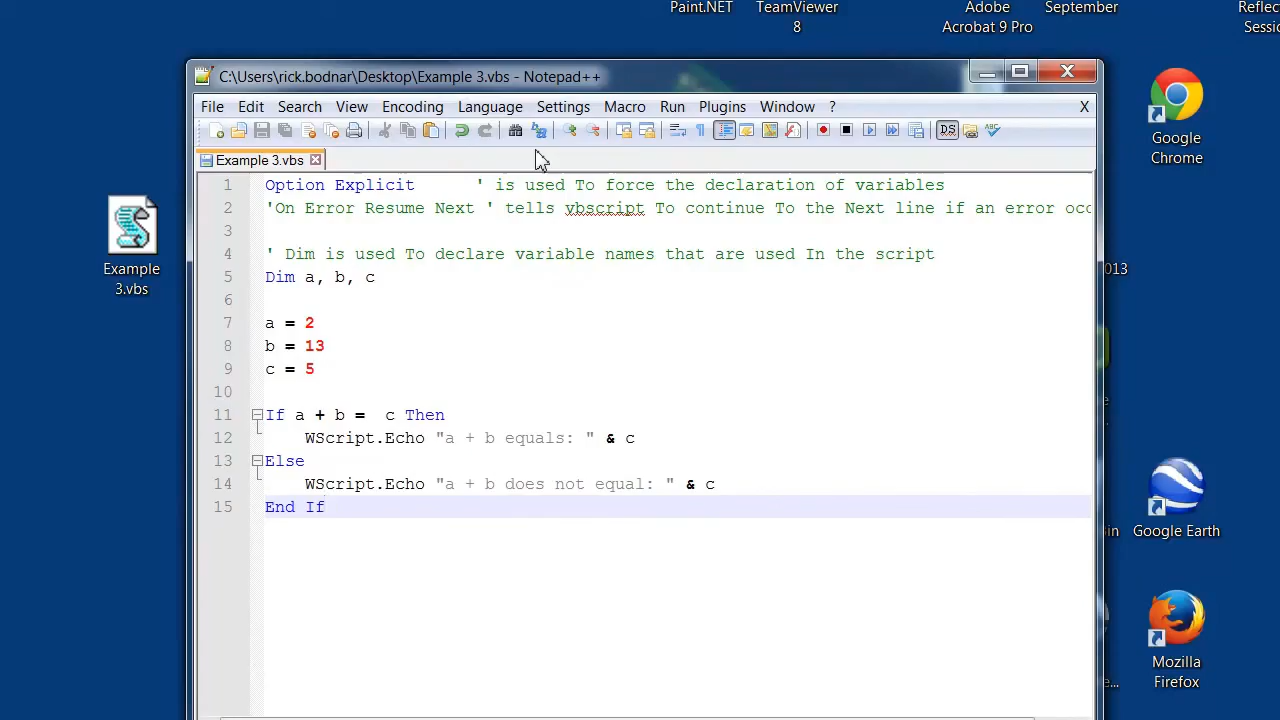 Paint.NET
TeamViewer
8
Adobe
Acrobat 9 Pro
September
Reflec
Sessic
C:\Users\rick.bodnar\Desktop\Example 3.vbs - Notepad++
File Edit Search View Encoding Language Settings Macro Run Plugins Window ? X
Example 3.vbs
1 Option Explicit ' is used To force the declaration of variables
2 'On Error Resume Next ' tells vbscript To continue To the Next line if an error occ
3
4 ' Dim is used To declare variable names that are used In the script
5 Dim a, b, c
6
7 a = 2
8 b = 13
9 c = 5
10
11 If a + b = c Then
12 WScript.Echo "a + b equals: " & c
13 Else
14 WScript.Echo "a + b does not equal: " & c
15 End If
Example
3.vbs
Google
Chrome
013
Google Earth
Mozilla
Firefox